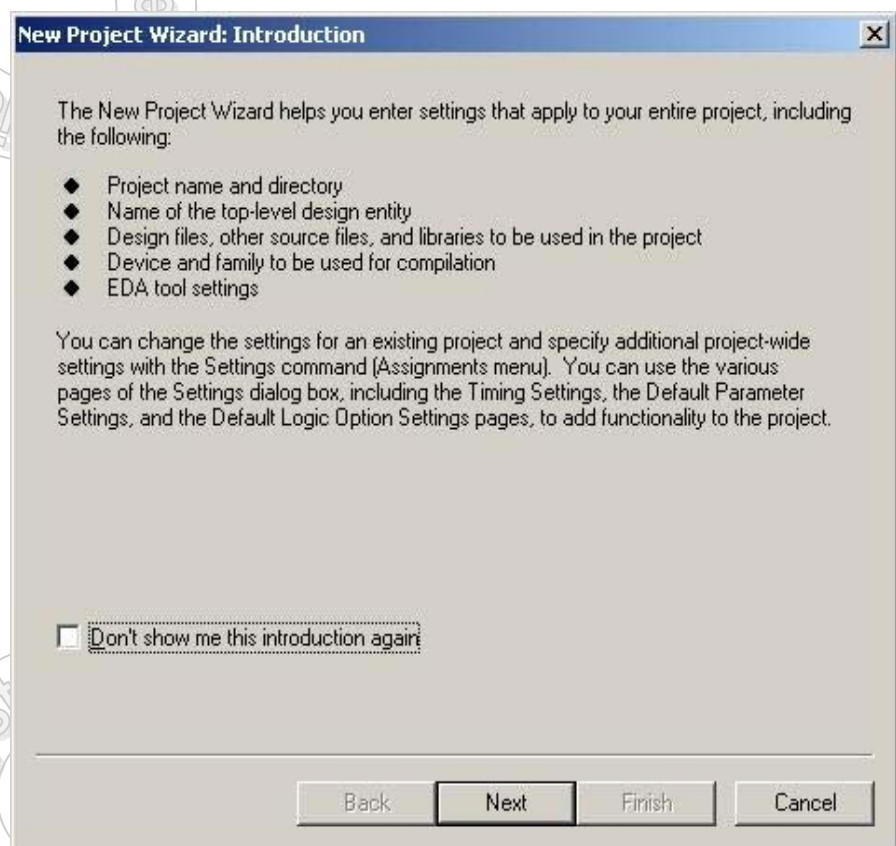 New Project Wizard: Introduction
The New Project Wizard helps you enter settings that apply to your entire project, including
the following:
◆ Project name and directory
◆ Name of the top-level design entity
◆ Design files, other source files, and libraries to be used in the project
◆ Device and family to be used for compilation
◆ EDA tool settings
You can change the settings for an existing project and specify additional project-wide
settings with the Settings command (Assignments menu). You can use the various
pages of the Settings dialog box, including the Timing Settings, the Default Parameter
Settings, and the Default Logic Option Settings pages, to add functionality to the project.
Don't show me this introduction again
Back Next Finish Cancel